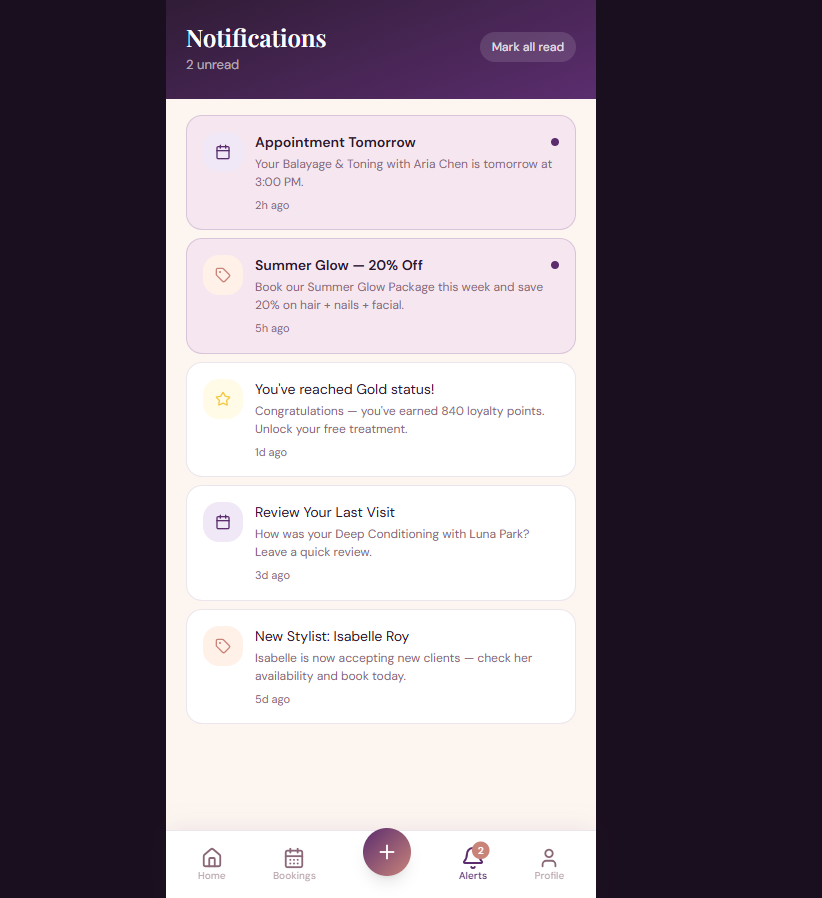 Notifications
2 unread
Mark all read
Appointment Tomorrow
Your Balayage & Toning with Aria Chen is tomorrow at
3:00 PM.
2h ago
Summer Glow — 20% Off
Book our Summer Glow Package this week and save
20% on hair + nails + facial.
5h ago
You've reached Gold status!
Congratulations — you've earned 840 loyalty points.
Unlock your free treatment.
1d ago
Review Your Last Visit
How was your Deep Conditioning with Luna Park?
Leave a quick review.
3d ago
New Stylist: Isabelle Roy
Isabelle is now accepting new clients — check her
availability and book today.
5d ago
2
Home
Bookings
Alerts
Profile